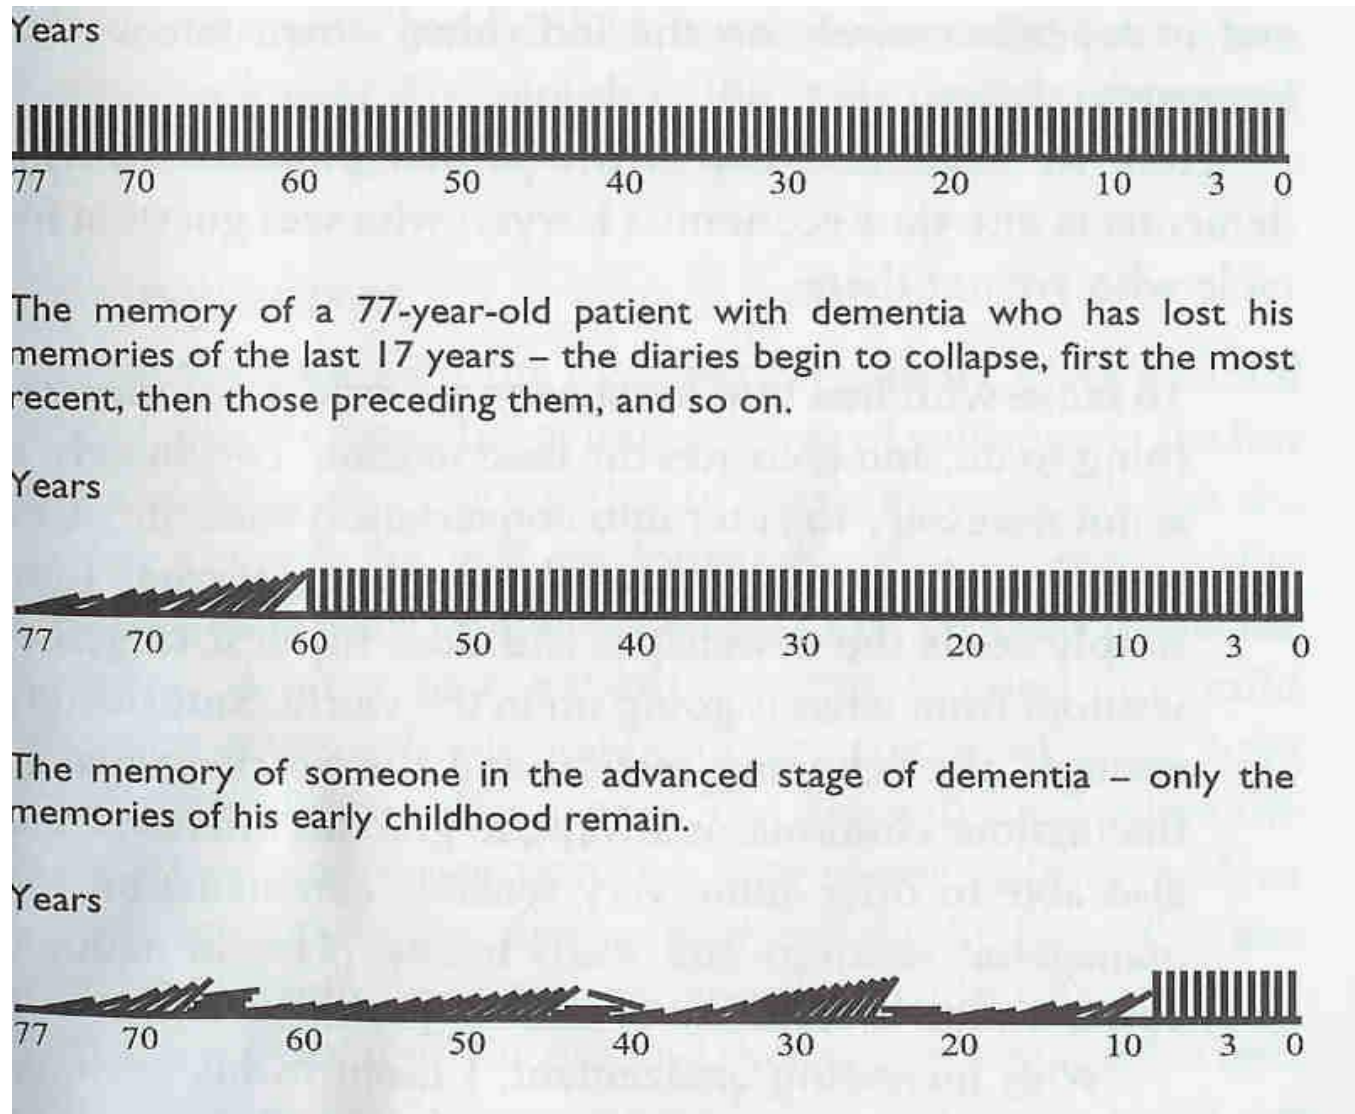 Years
77 70 60 50 40 30 20 10 3 0
The memory of a 77-year-old patient with dementia who has lost his
memories of the last 17 years – the diaries begin to collapse, first the most
recent, then those preceding them, and so on.
Years
77 70 60 50 40 30 20 10 3 0
The memory of someone in the advanced stage of dementia – only the
memories of his early childhood remain.
Years
77 70 60 50 40 30 20 10 3 0